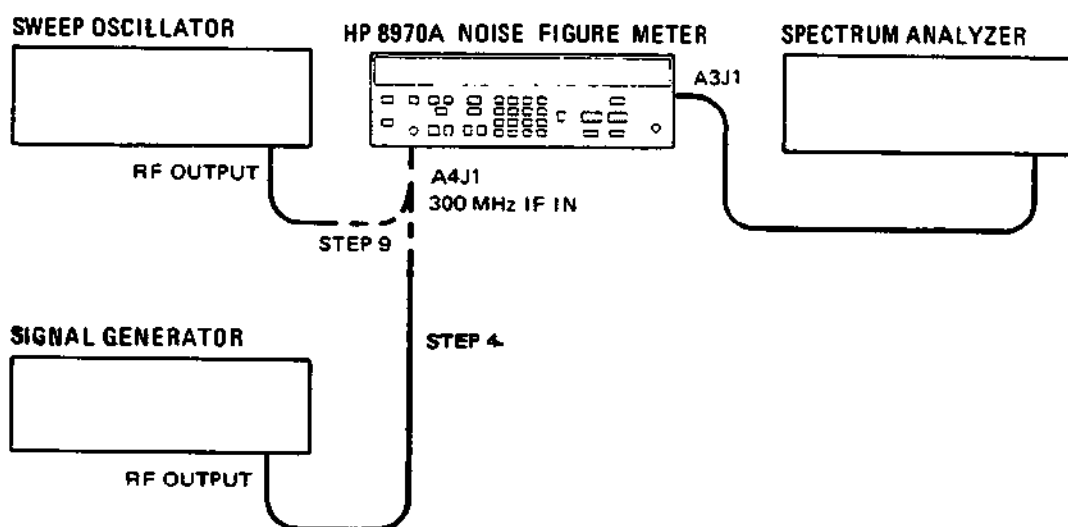 SWEEP OSCILLATOR
HP 8970A NOISE FIGURE METER
SPECTRUM ANALYZER
A3J1
RF OUTPUT
A4J1
300 MHz IF IN
STEP 9
SIGNAL GENERATOR
STEP 4
RF OUTPUT